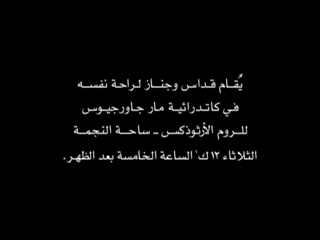 يُقام قداس وجناز لراحة نفسه
في كاتدرائية مار جاورجيوس
للروم الأرثوذكس ـ ساحة النجمة
الثلاثاء ١٢ ك' الساعة الخامسة بعد الظهر.